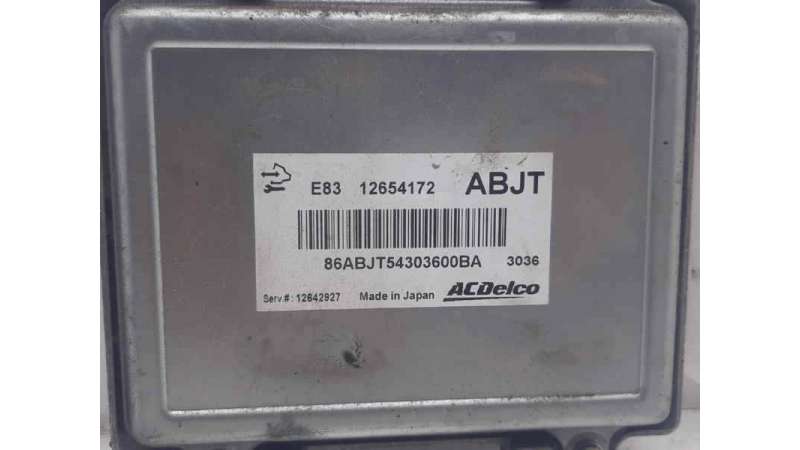 E83 12654172 ABJT
86ABJT54303600BA 3036
Serv.#: 12642927 Made in Japan ACDelco